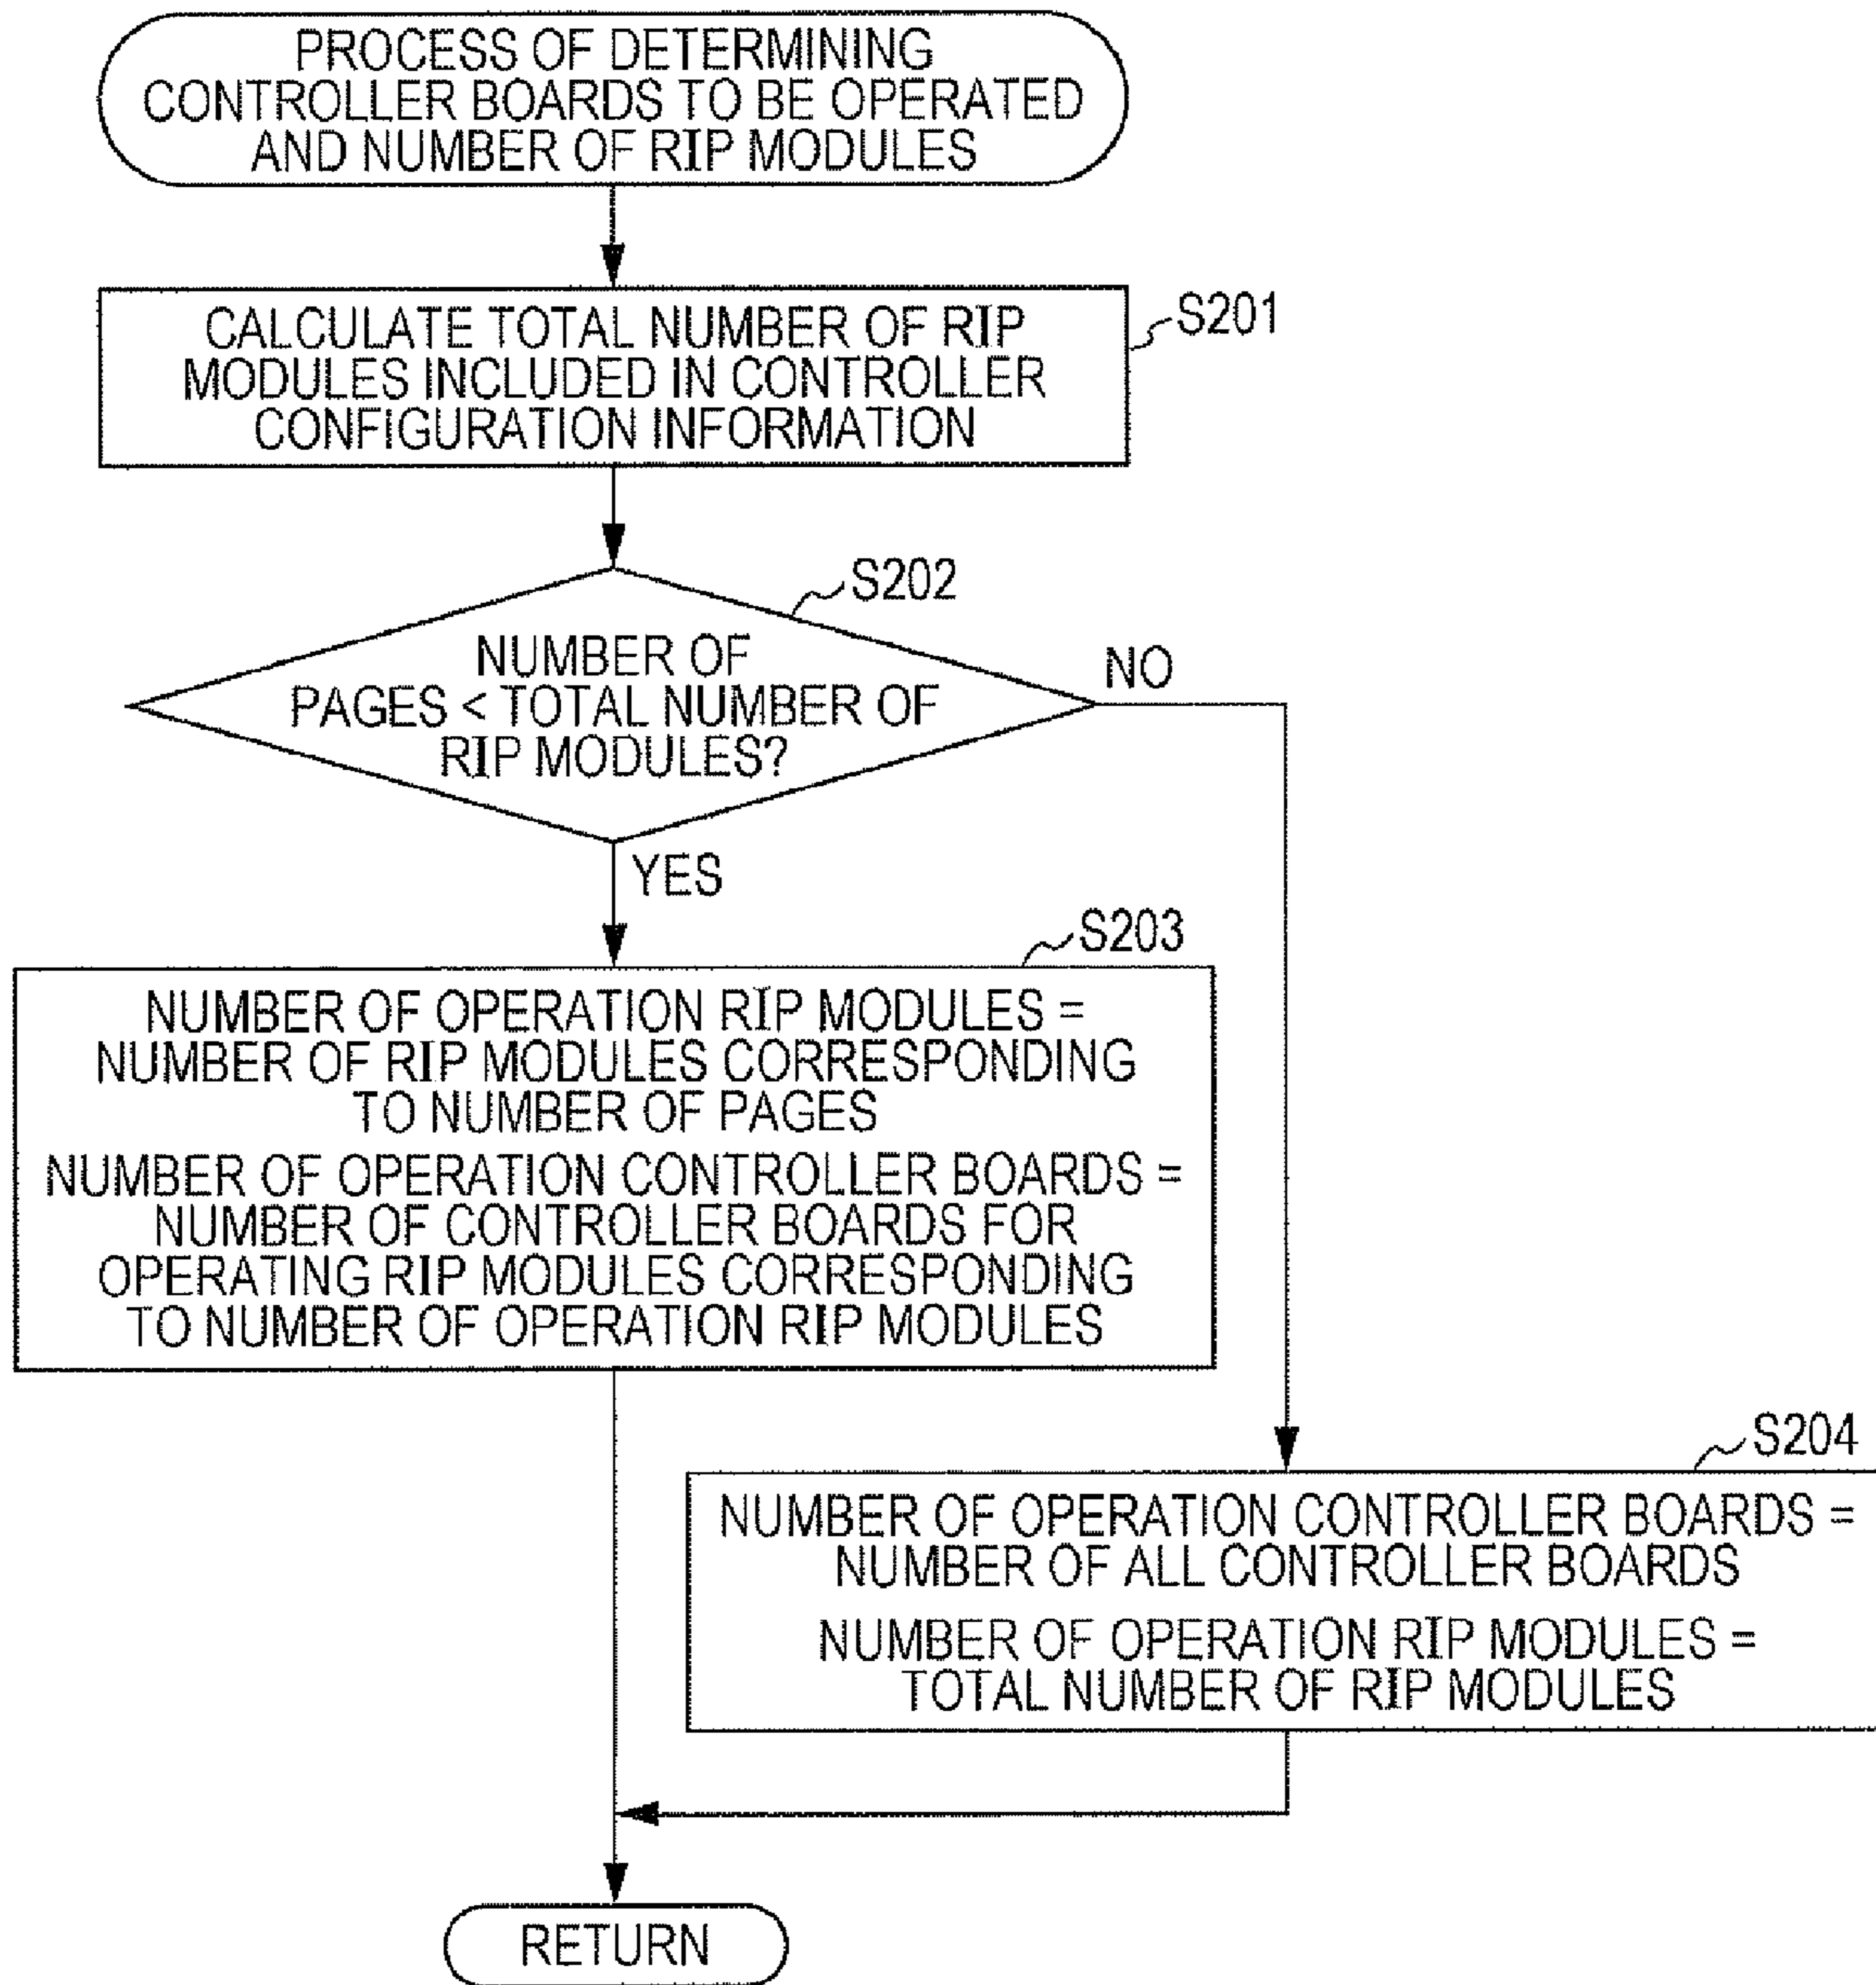 PROCESS OF DETERMINING
CONTROLLER BOARDS TO BE OPERATED
AND NUMBER OF RIP MODULES
CALCULATE TOTAL NUMBER OF RIP
MODULES INCLUDED IN CONTROLLER
CONFIGURATION INFORMATION
S201
S202
NUMBER OF
PAGES < TOTAL NUMBER OF
RIP MODULES?
NO
YES
S203
NUMBER OF OPERATION RIP MODULES =
NUMBER OF RIP MODULES CORRESPONDING
TO NUMBER OF PAGES
NUMBER OF OPERATION CONTROLLER BOARDS =
NUMBER OF CONTROLLER BOARDS FOR
OPERATING RIP MODULES CORRESPONDING
TO NUMBER OF OPERATION RIP MODULES
S204
NUMBER OF OPERATION CONTROLLER BOARDS =
NUMBER OF ALL CONTROLLER BOARDS
NUMBER OF OPERATION RIP MODULES =
TOTAL NUMBER OF RIP MODULES
RETURN